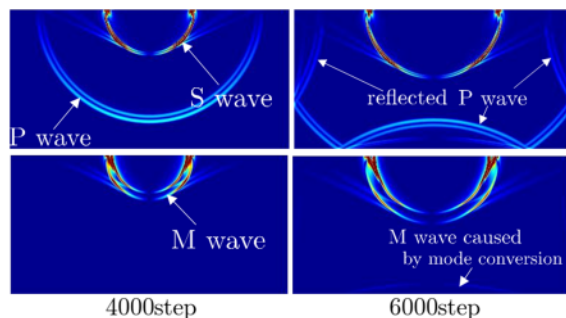 S wave
P wave
reflected P wave
M wave
M wave caused
by mode conversion
4000step
6000step